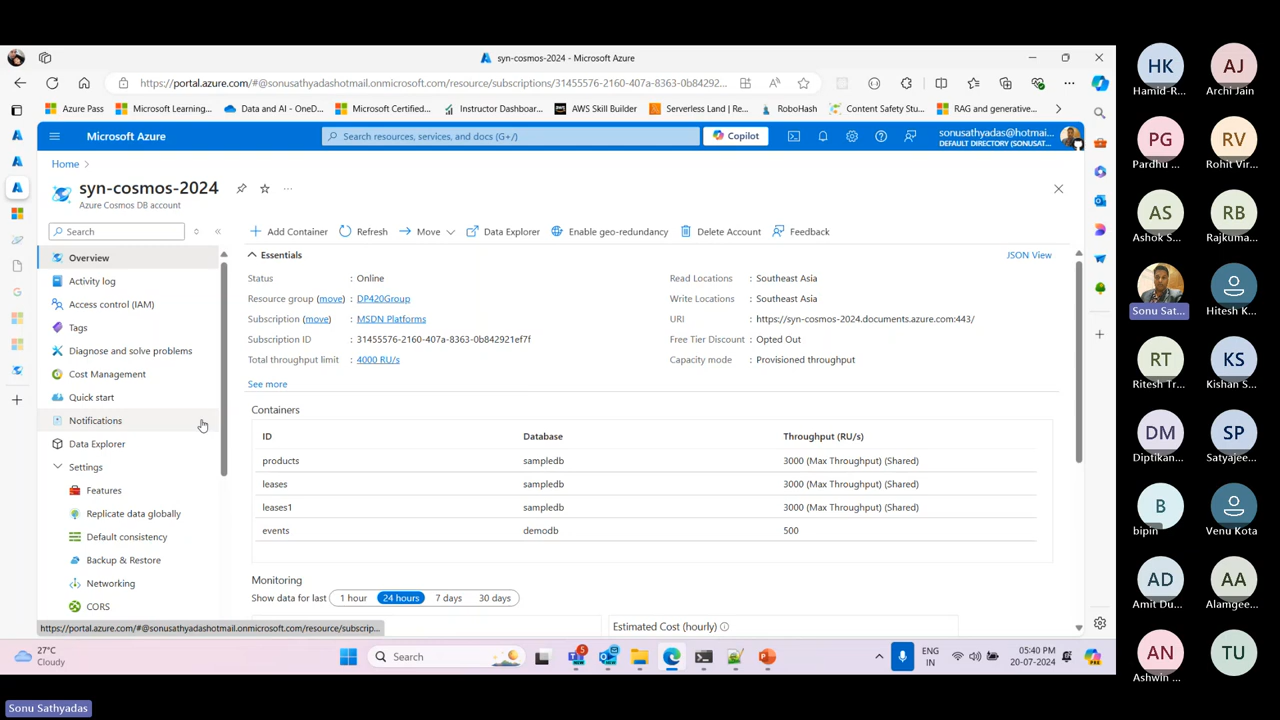 syn-cosmos-2024 - Microsoft Azure
https://portal.azure.com/#@sonusathyadashotmail.onmicrosoft.com/resource/subscriptions/31455576-2160-407a-8363-0b842...
Azure Pass
Microsoft Learning...
Data and AI - OneD...
Microsoft Certified...
Instructor Dashboar...
AWS Skill Builder
Serverless Land | Re...
RoboHash
Content Safety Stu...
RAG and generative...
Microsoft Azure
Search resources, services, and docs (G+/)
Copilot
sonusathyadas@hotmai...
DEFAULT DIRECTORY (SONUSAT...
Home >
syn-cosmos-2024
Azure Cosmos DB account
Search
Add Container
Refresh
Move
Data Explorer
Enable geo-redundancy
Delete Account
Feedback
Overview
Activity log
Access control (IAM)
Tags
Diagnose and solve problems
Cost Management
Quick start
Notifications
Data Explorer
Settings
Features
Replicate data globally
Default consistency
Backup & Restore
Networking
CORS
https://portal.azure.com/#@sonusathyadashotmail.onmicrosoft.com/resource/subscrip...
Essentials
JSON View
Status : Online
Resource group (move) : DP420Group
Subscription (move) : MSDN Platforms
Subscription ID : 31455576-2160-407a-8363-0b842921ef7f
Total throughput limit : 4000 RU/s
Read Locations : Southeast Asia
Write Locations : Southeast Asia
URI : https://syn-cosmos-2024.documents.azure.com:443/
Free Tier Discount : Opted Out
Capacity mode : Provisioned throughput
See more
Containers
ID Database Throughput (RU/s)
products sampledb 3000 (Max Throughput) (Shared)
leases sampledb 3000 (Max Throughput) (Shared)
leases1 sampledb 3000 (Max Throughput) (Shared)
events demodb 500
Monitoring
Show data for last 1 hour 24 hours 7 days 30 days
Estimated Cost (hourly)
27°C
Cloudy
Search
5
ENG
IN
05:40 PM
20-07-2024
HK AJ
Hamid-R... Archi Jain
PG RV
Pardhu ... Rohit Vir...
AS RB
Ashok S... Rajkuma...
Sonu Sat... Hitesh K...
RT KS
Ritesh Tr... Kishan S...
DM SP
Diptikan... Satyajee...
B
bipin Venu Kota
AD AA
Amit Du... Alamgee...
AN TU
Ashwin ...
Sonu Sathyadas